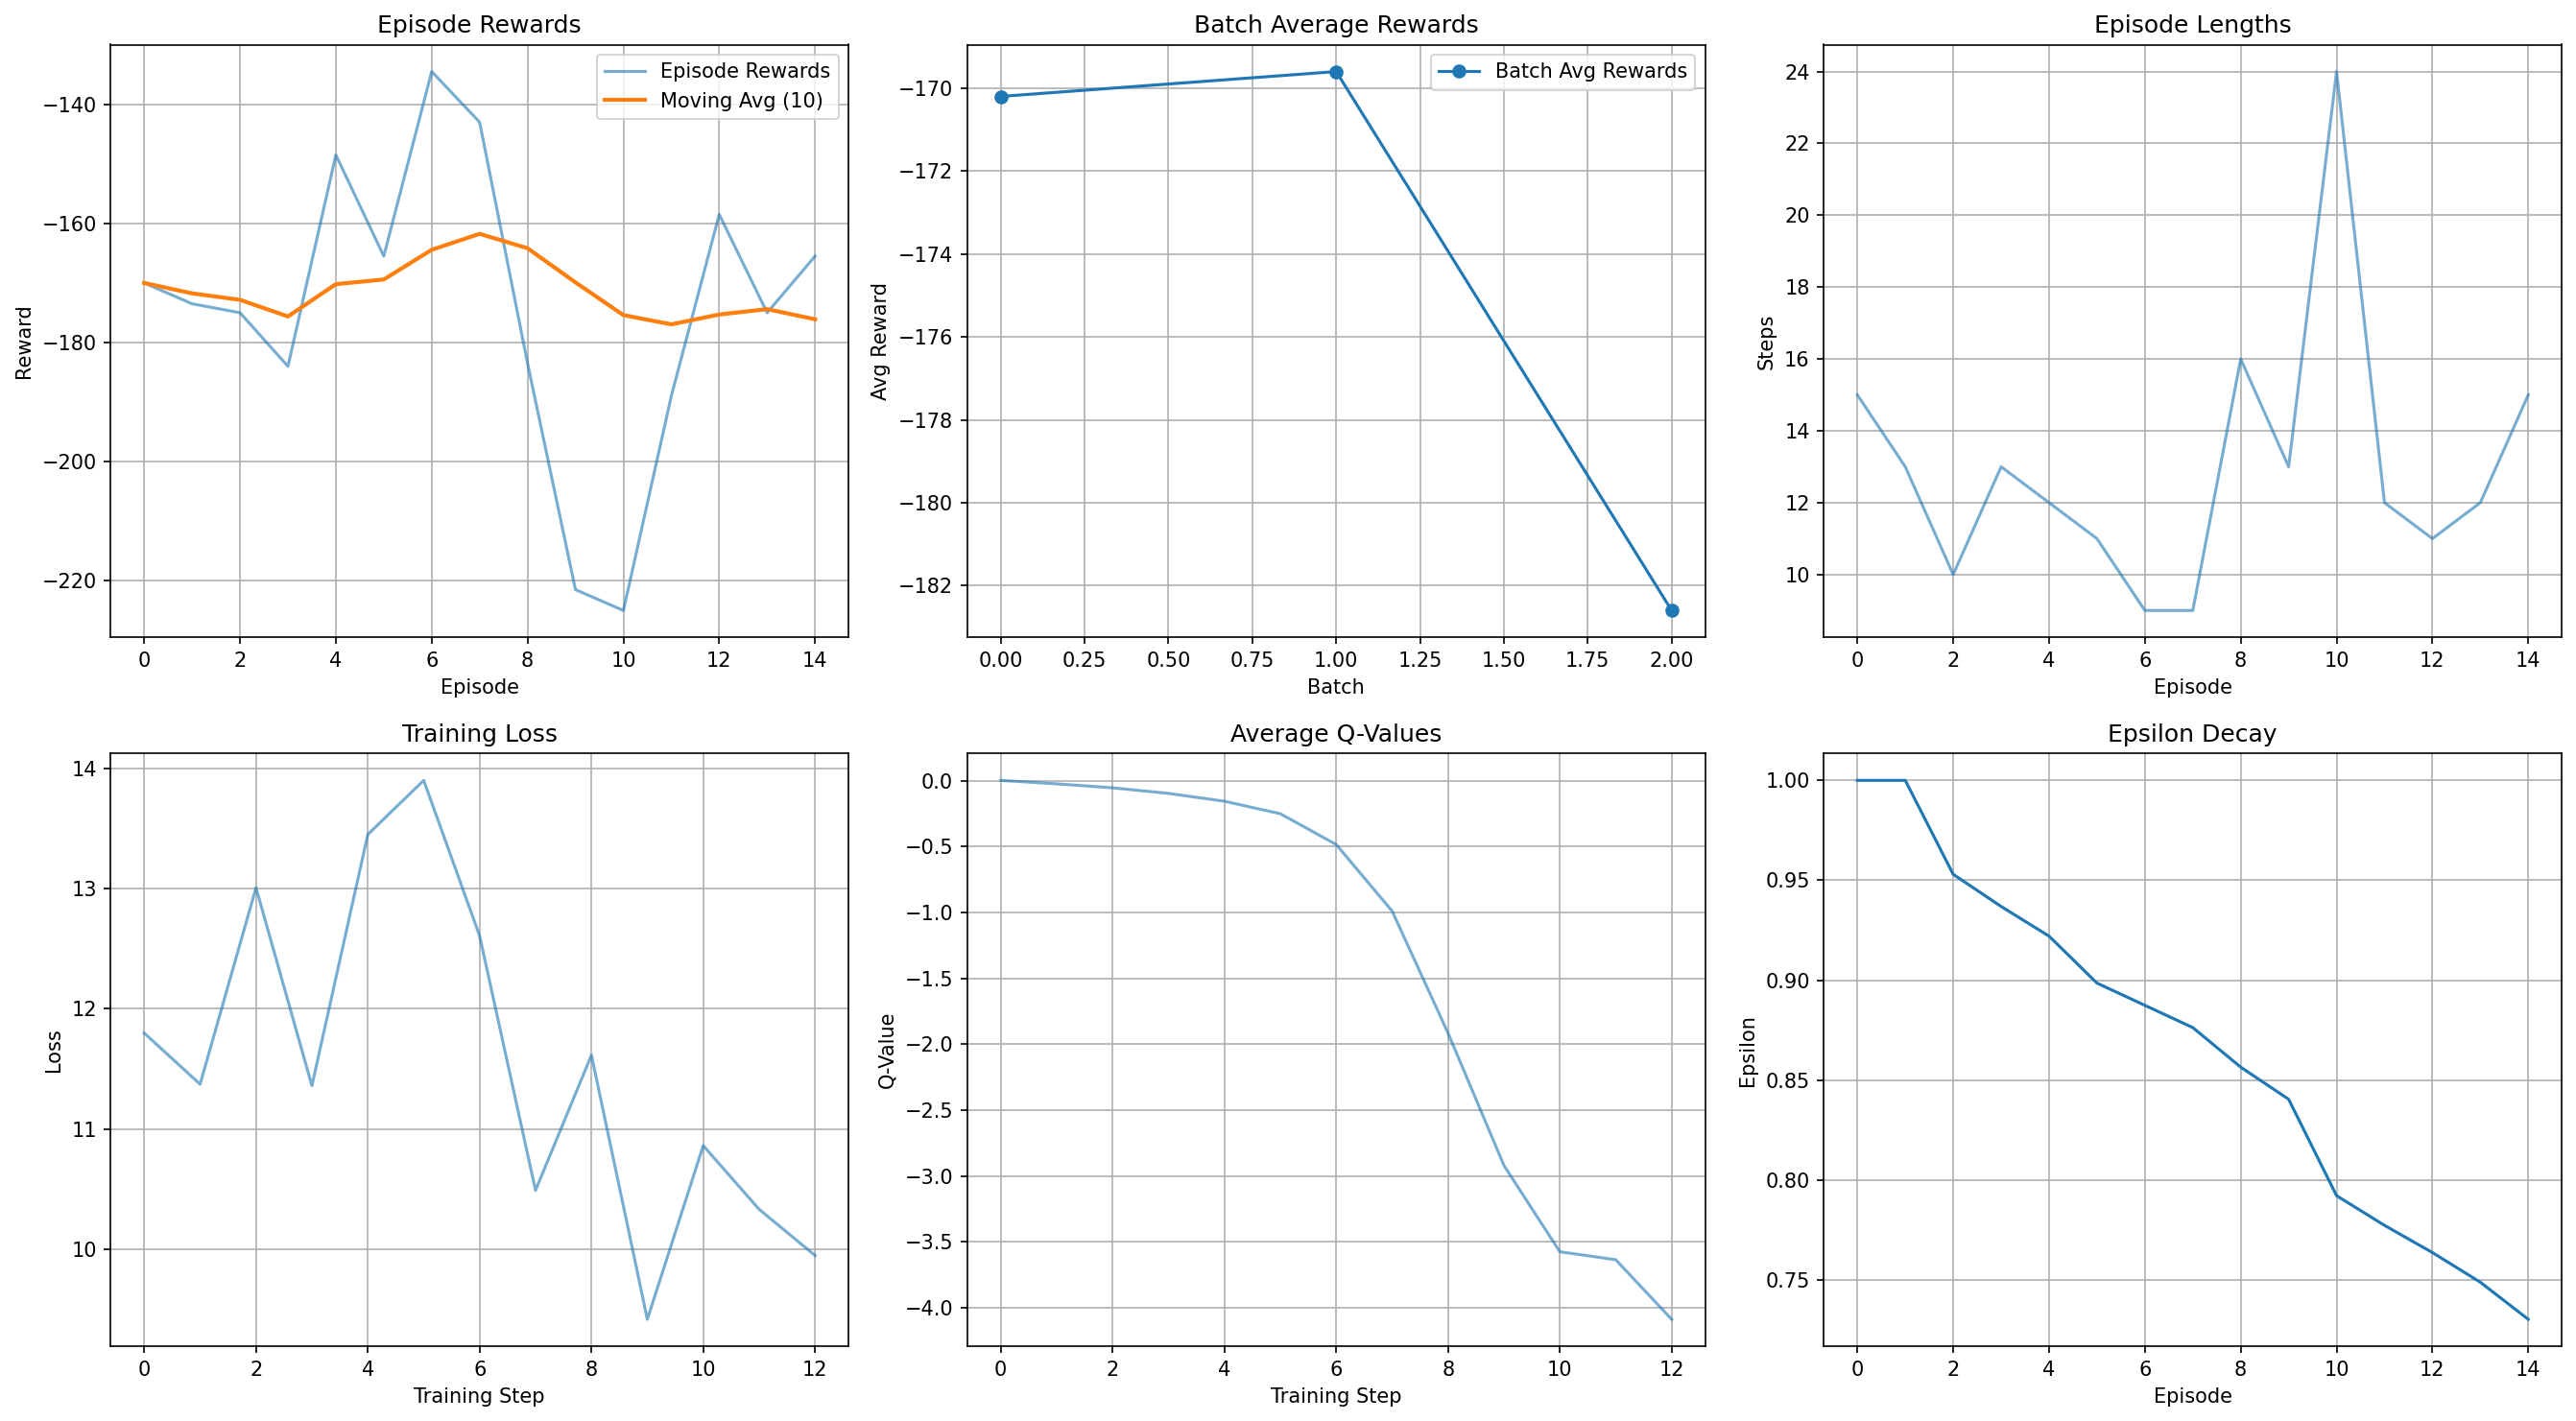 Episode Rewards
Episode Rewards
Moving Avg (10)
−140
−160
−180
−200
−220
Reward
0 2 4 6 8 10 12 14
Episode
Batch Average Rewards
Batch Avg Rewards
−170
−172
−174
−176
−178
−180
−182
Avg Reward
0.00 0.25 0.50 0.75 1.00 1.25 1.50 1.75 2.00
Batch
Episode Lengths
24
22
20
18
16
14
12
10
Steps
0 2 4 6 8 10 12 14
Episode
Training Loss
14
13
12
11
10
Loss
0 2 4 6 8 10 12
Training Step
Average Q-Values
0.0
−0.5
−1.0
−1.5
−2.0
−2.5
−3.0
−3.5
−4.0
Q-Value
0 2 4 6 8 10 12
Training Step
Epsilon Decay
1.00
0.95
0.90
0.85
0.80
0.75
Epsilon
0 2 4 6 8 10 12 14
Episode